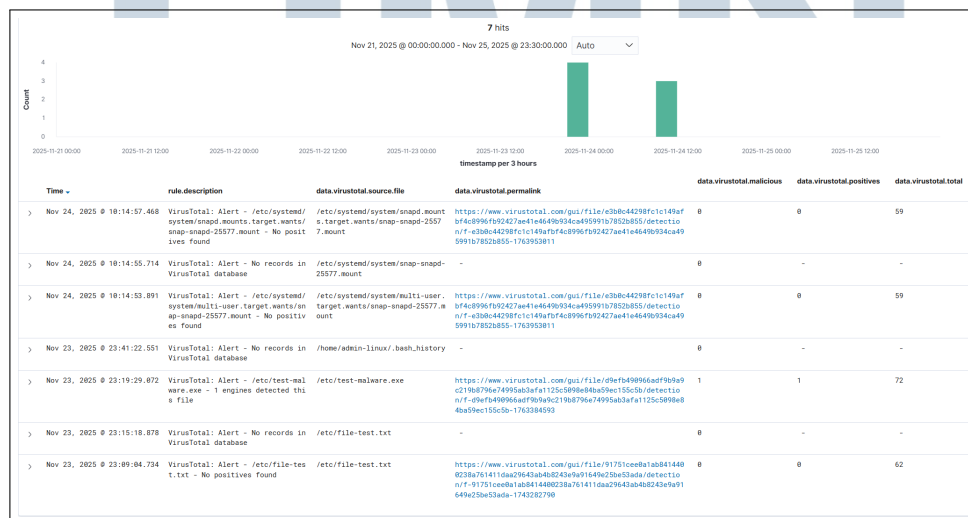 7 hits
Nov 21, 2025 @ 00:00:00.000 - Nov 25, 2025 @ 23:30:00.000 Auto
4
3
2
1
0
Count
2025-11-21 00:00 2025-11-21 12:00 2025-11-22 00:00 2025-11-22 12:00 2025-11-23 00:00 2025-11-23 12:00 2025-11-24 00:00 2025-11-24 12:00 2025-11-25 00:00 2025-11-25 12:00
timestamp per 3 hours
Time rule.description data.virustotal.source.file data.virustotal.permalink data.virustotal.malicious data.virustotal.positives data.virustotal.total
Nov 24, 2025 @ 10:14:57.468 VirusTotal: Alert - /etc/systemd/ /etc/systemd/system/snapd.mount https://www.virustotal.com/gui/file/e3b0c44298fc1c149af 0 0 59
system/snapd.mounts.target.wants/ s.target.wants/snap-snapd-2557 bf4c8996fb92427ae41e4649b934ca495991b7852b855/detectio
snap-snapd-25577.mount - No posit 7.mount n/f-e3b0c44298fc1c149afbf4c8996fb92427ae41e4649b934ca49
ives found 5991b7852b855-1763953011
Nov 24, 2025 @ 10:14:55.714 VirusTotal: Alert - No records in /etc/systemd/system/snap-snapd- - 0 - -
VirusTotal database 25577.mount
Nov 24, 2025 @ 10:14:53.891 VirusTotal: Alert - /etc/systemd/ /etc/systemd/system/multi-user. https://www.virustotal.com/gui/file/e3b0c44298fc1c149af 0 0 59
system/multi-user.target.wants/sn target.wants/snap-snapd-25577.m bf4c8996fb92427ae41e4649b934ca495991b7852b855/detectio
ap-snapd-25577.mount - No positiv ount n/f-e3b0c44298fc1c149afbf4c8996fb92427ae41e4649b934ca49
es found 5991b7852b855-1763953011
Nov 23, 2025 @ 23:41:22.551 VirusTotal: Alert - No records in /home/admin-linux/.bash_history - 0 - -
VirusTotal database
Nov 23, 2025 @ 23:19:29.072 VirusTotal: Alert - /etc/test-mal /etc/test-malware.exe https://www.virustotal.com/gui/file/d9efb490966adf9b9a9 1 1 72
ware.exe - 1 engines detected thi c219b8796e74995ab3afa1125c5098e84ba59ec155c5b/detectio
s file n/f-d9efb490966adf9b9a9c219b8796e74995ab3afa1125c5098e8
4ba59ec155c5b-1763384593
Nov 23, 2025 @ 23:15:18.878 VirusTotal: Alert - No records in /etc/file-test.txt - 0 - -
VirusTotal database
Nov 23, 2025 @ 23:09:04.734 VirusTotal: Alert - /etc/file-tes /etc/file-test.txt https://www.virustotal.com/gui/file/91751cee0a1ab841440 0 0 62
t.txt - No positives found 0238a761411daa29643ab4b8243e9a91649e25be53ada/detectio
n/f-91751cee0a1ab8414400238a761411daa29643ab4b8243e9a91
649e25be53ada-1743282790